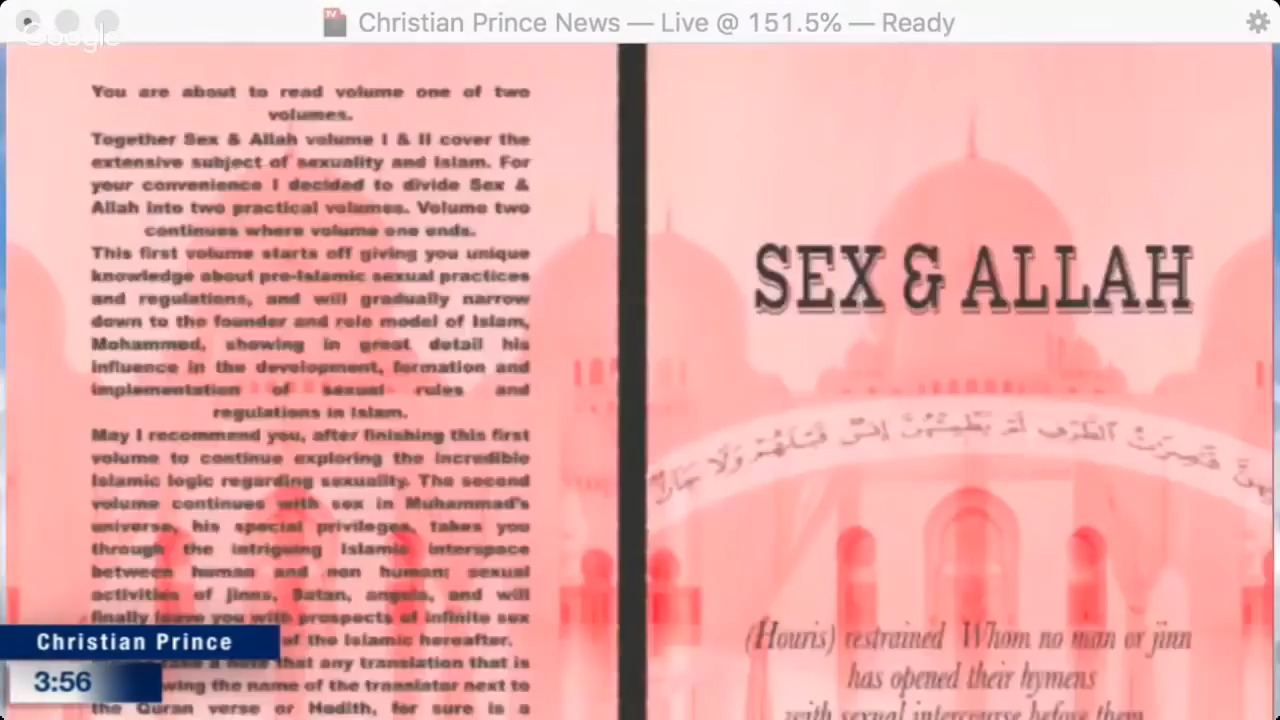 Christian Prince News — Live @ 151.5% — Ready
Google
You are about to read volume one of two
volumes.
Together Sex & Allah volume I & II cover the
extensive subject of sexuality and Islam. For
your convenience I decided to divide Sex &
Allah into two practical volumes. Volume two
continues where volume one ends.
This first volume starts off giving you unique
knowledge about pre-Islamic sexual practices
and regulations, and will gradually narrow
down to the founder and role model of Islam,
Mohammed, showing in great detail his
influence in the development, formation and
implementation of sexual rules and
regulations in Islam.
May I recommend you, after finishing this first
volume to continue exploring the incredible
Islamic logic regarding sexuality. The second
volume continues with sex in Muhammad's
universe, his special privileges, takes you
through the intriguing Islamic interspace
between human and non human: sexual
activities of jinns, Satan, angels, and will
finally leave you with prospects of infinite sex
of the Islamic hereafter.
a note that any translation that is
the name of the translator next to
the Quran verse or Hadith, for sure is a
Christian Prince
3:56
SEX & ALLAH
(Houris) restrained Whom no man or jinn
has opened their hymens
with sexual intercourse before them